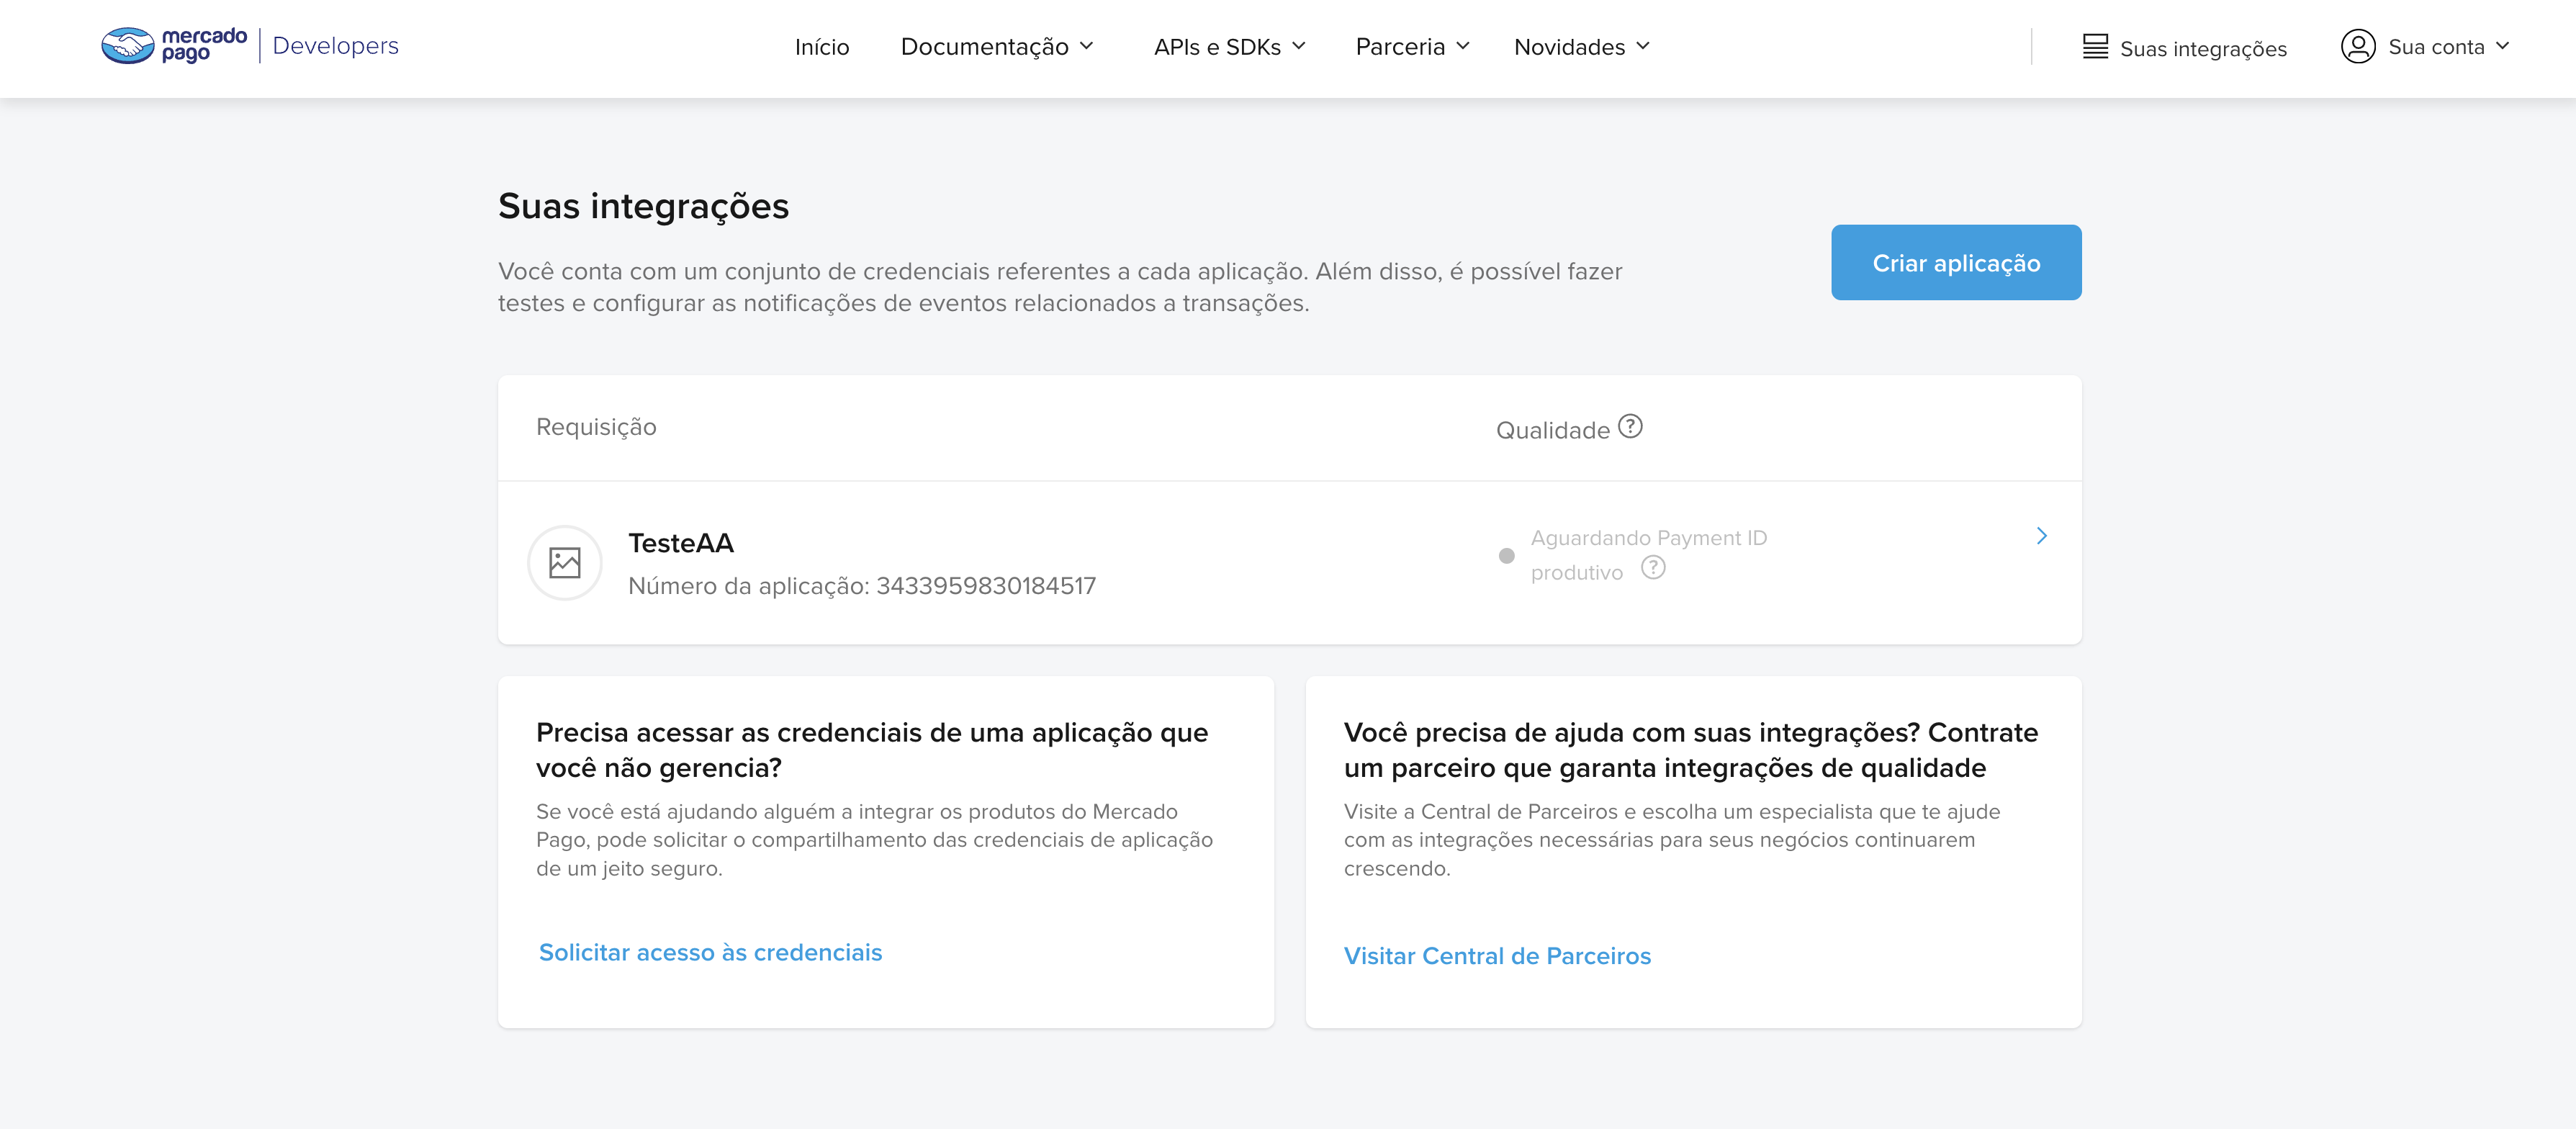 mercado
pago
Developers
Início
Documentação
APIs e SDKs
Parceria
Novidades
Suas integrações
Sua conta
Suas integrações
Você conta com um conjunto de credenciais referentes a cada aplicação. Além disso, é possível fazer
testes e configurar as notificações de eventos relacionados a transações.
Criar aplicação
Requisição
Qualidade ?
TesteAA
Número da aplicação: 3433959830184517
Aguardando Payment ID
produtivo ?
Precisa acessar as credenciais de uma aplicação que
você não gerencia?
Se você está ajudando alguém a integrar os produtos do Mercado
Pago, pode solicitar o compartilhamento das credenciais de aplicação
de um jeito seguro.
Solicitar acesso às credenciais
Você precisa de ajuda com suas integrações? Contrate
um parceiro que garanta integrações de qualidade
Visite a Central de Parceiros e escolha um especialista que te ajude
com as integrações necessárias para seus negócios continuarem
crescendo.
Visitar Central de Parceiros